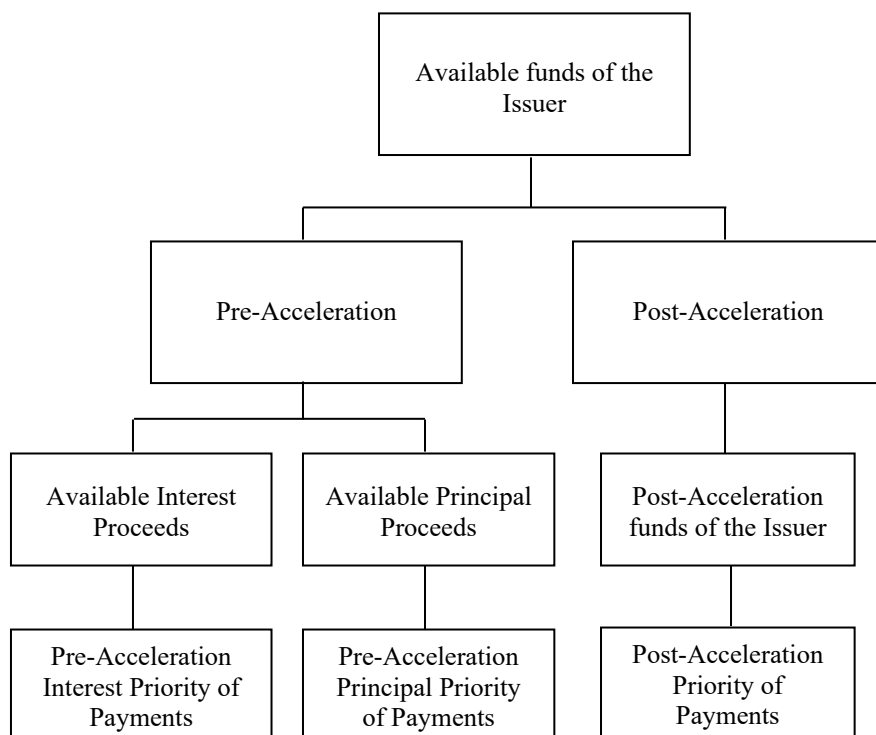 Available funds of the
Issuer
Pre-Acceleration
Post-Acceleration
Available Interest
Proceeds
Available Principal
Proceeds
Post-Acceleration
funds of the Issuer
Pre-Acceleration
Interest Priority of
Payments
Pre-Acceleration
Principal Priority
of Payments
Post-Acceleration
Priority of
Payments